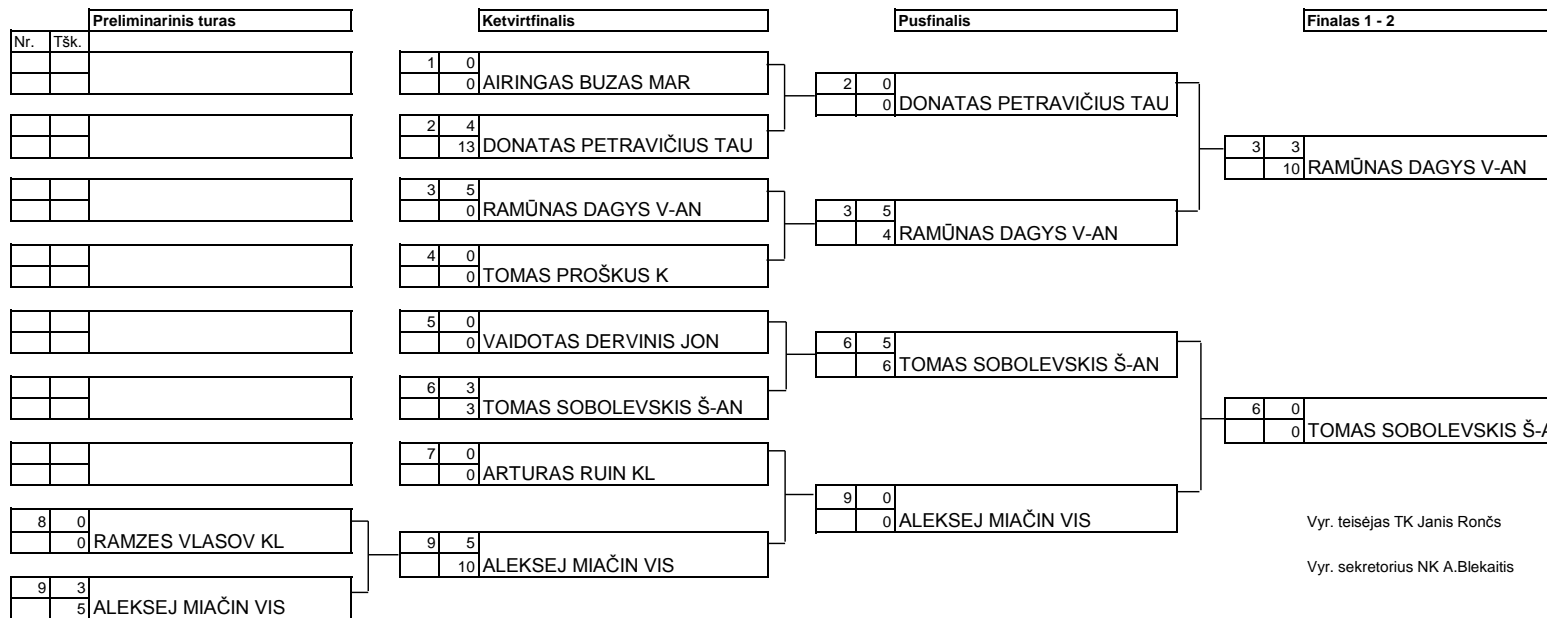 Preliminarinis turas Ketvirtfinalis Pusfinalis Finalas 1 - 2
Nr. Tšk.
1 0
0 AIRINGAS BUZAS MAR
2 0
0 DONATAS PETRAVIČIUS TAU
2 4
13 DONATAS PETRAVIČIUS TAU
3 3
10 RAMŪNAS DAGYS V-AN
3 5
0 RAMŪNAS DAGYS V-AN
3 5
4 RAMŪNAS DAGYS V-AN
4 0
0 TOMAS PROŠKUS K
5 0
0 VAIDOTAS DERVINIS JON
6 5
6 TOMAS SOBOLEVSKIS Š-AN
6 3
3 TOMAS SOBOLEVSKIS Š-AN
6 0
0 TOMAS SOBOLEVSKIS Š-A
7 0
0 ARTURAS RUIN KL
9 0
0 ALEKSEJ MIAČIN VIS
8 0
0 RAMZES VLASOV KL
Vyr. teisėjas TK Janis Rončs
9 5
10 ALEKSEJ MIAČIN VIS
Vyr. sekretorius NK A.Blekaitis
9 3
5 ALEKSEJ MIAČIN VIS